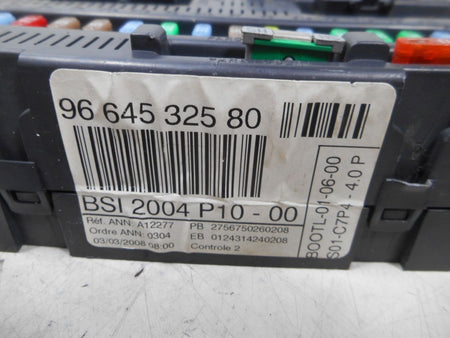 96 645 325 80
BSI 2004 P10 - 00
Réf. ANN: A12277 PB 2756750260208
Ordre ANN: 0304 EB 0124314240208
03/03/2008 08:00 Controle 2
BOOTL-01-06-00
S01-C7P4 - 4.0 P